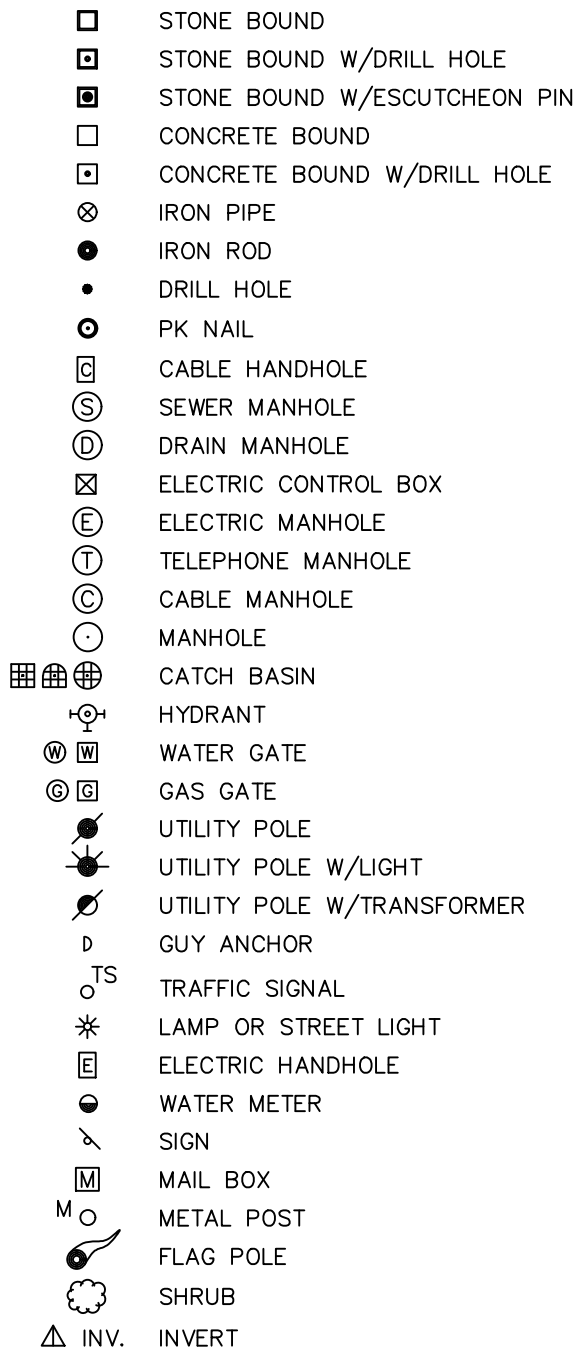 STONE BOUND
STONE BOUND W/DRILL HOLE
STONE BOUND W/ESCUTCHEON PIN
CONCRETE BOUND
CONCRETE BOUND W/DRILL HOLE
IRON PIPE
IRON ROD
DRILL HOLE
PK NAIL
C CABLE HANDHOLE
S SEWER MANHOLE
D DRAIN MANHOLE
ELECTRIC CONTROL BOX
E ELECTRIC MANHOLE
T TELEPHONE MANHOLE
C CABLE MANHOLE
MANHOLE
CATCH BASIN
HYDRANT
W W WATER GATE
G G GAS GATE
UTILITY POLE
UTILITY POLE W/LIGHT
UTILITY POLE W/TRANSFORMER
D GUY ANCHOR
TS TRAFFIC SIGNAL
LAMP OR STREET LIGHT
E ELECTRIC HANDHOLE
WATER METER
SIGN
M MAIL BOX
M METAL POST
FLAG POLE
SHRUB
INV. INVERT